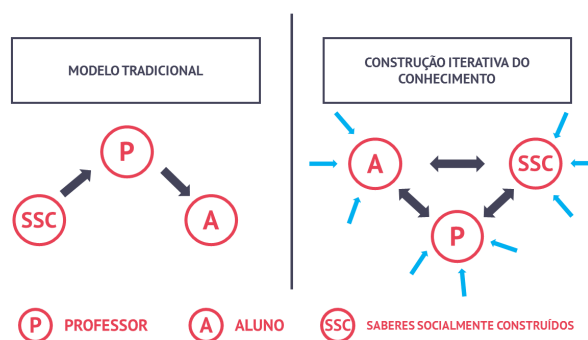 MODELO TRADICIONAL
CONSTRUÇÃO ITERATIVA DO
CONHECIMENTO
P
SSC
A
A
SSC
P
P PROFESSOR
A ALUNO
SSC SABERES SOCIALMENTE CONSTRUÍDOS